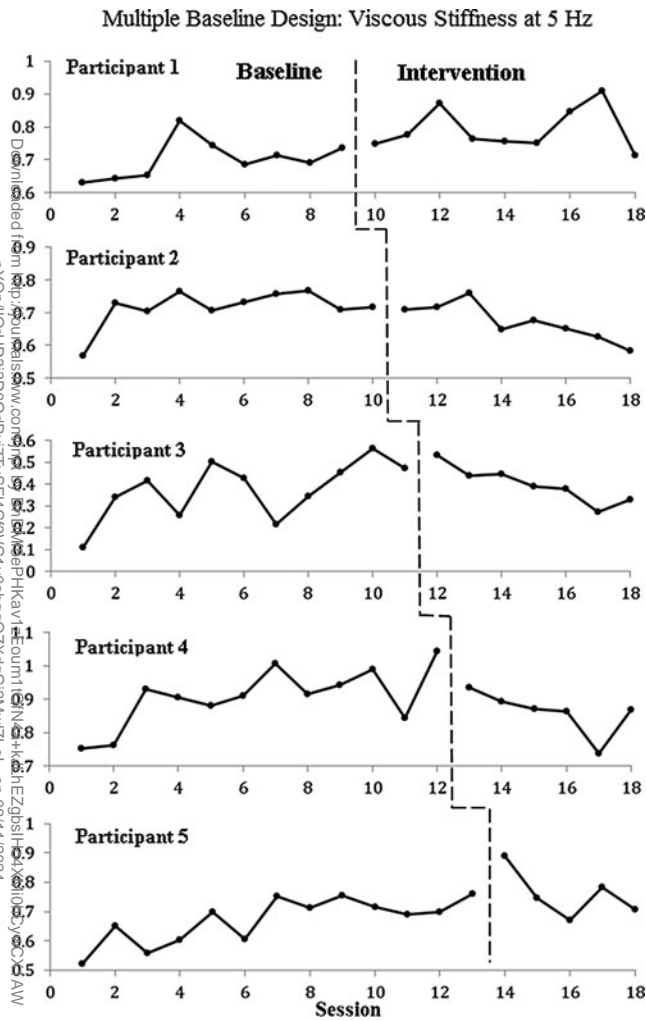 Multiple Baseline Design: Viscous Stiffness at 5 Hz
Participant 1 Baseline Intervention
1
0.9
0.8
0.7
0.6
0 2 4 6 8 10 12 14 16 18
Participant 2
0.9
0.8
0.7
0.6
0.5
0 2 4 6 8 10 12 14 16 18
Participant 3
0.6
0.5
0.4
0.3
0.2
0.1
0
0 2 4 6 8 10 12 14 16 18
Participant 4
1.1
1
0.9
0.8
0.7
0 2 4 6 8 10 12 14 16 18
Participant 5
1
0.9
0.8
0.7
0.6
0.5
0 2 4 6 8 10 12 14 16 18
Session
Downloaded from